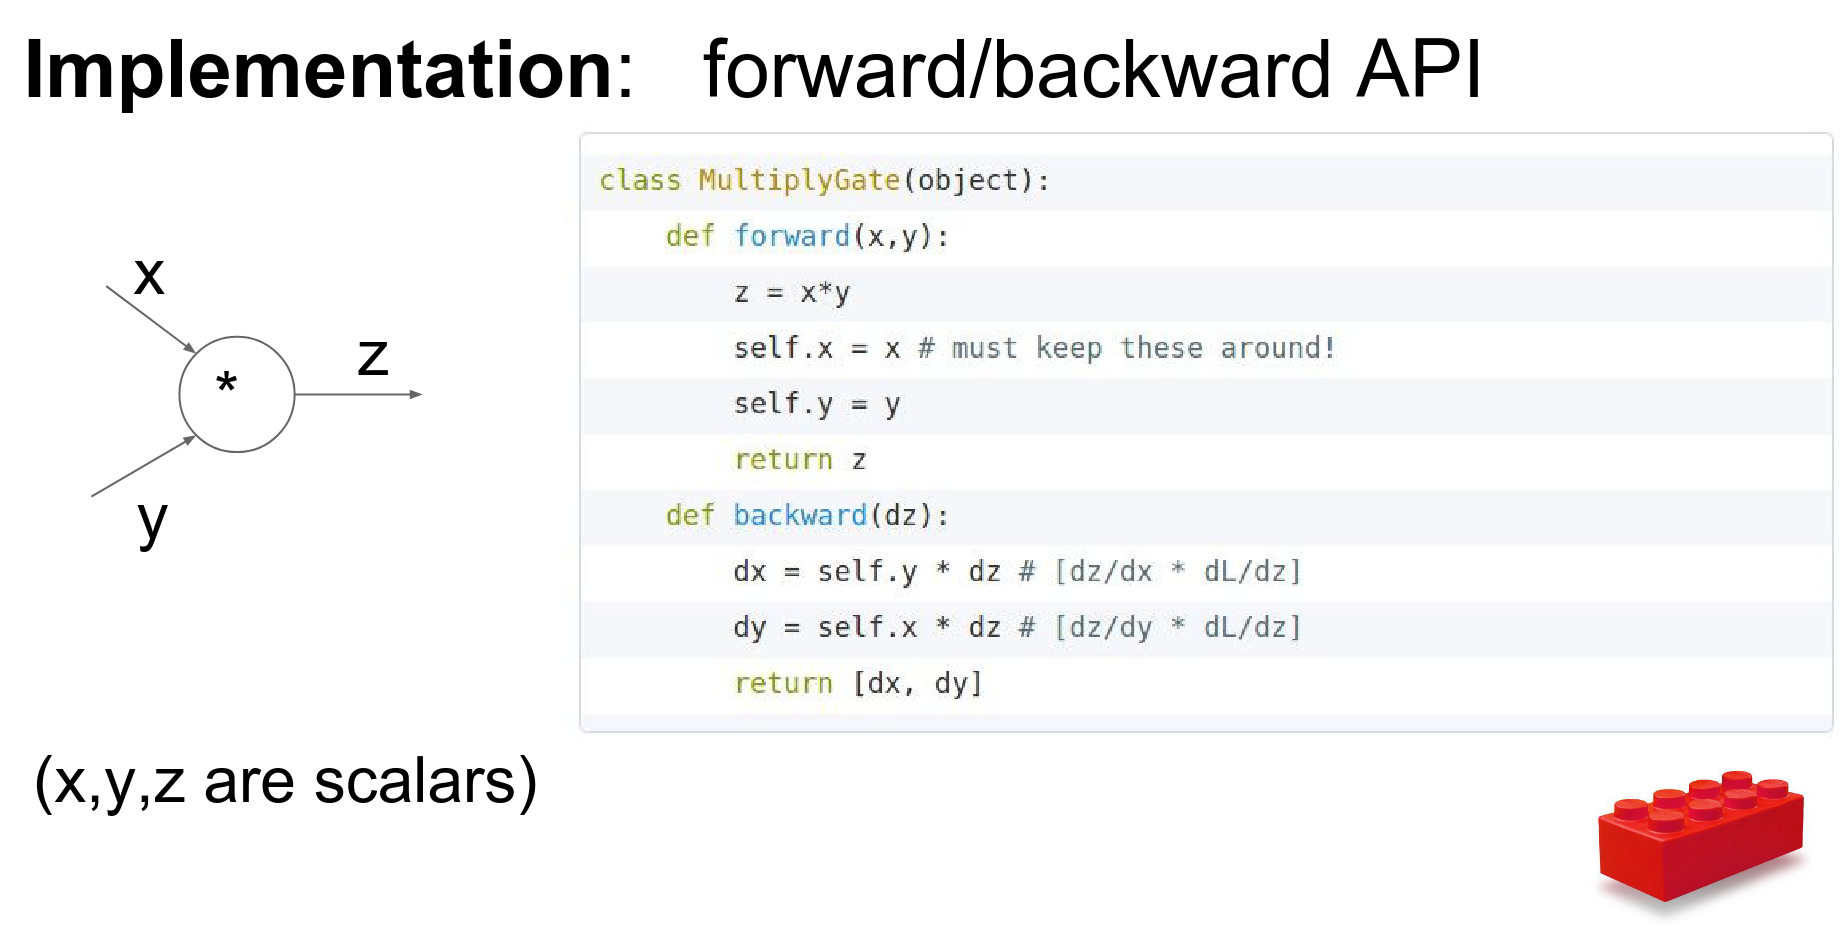 Implementation: forward/backward API
x
*
z
y
(x,y,z are scalars)
class MultiplyGate(object):
    def forward(x,y):
        z = x*y
        self.x = x # must keep these around!
        self.y = y
        return z
    def backward(dz):
        dx = self.y * dz # [dz/dx * dL/dz]
        dy = self.x * dz # [dz/dy * dL/dz]
        return [dx, dy]